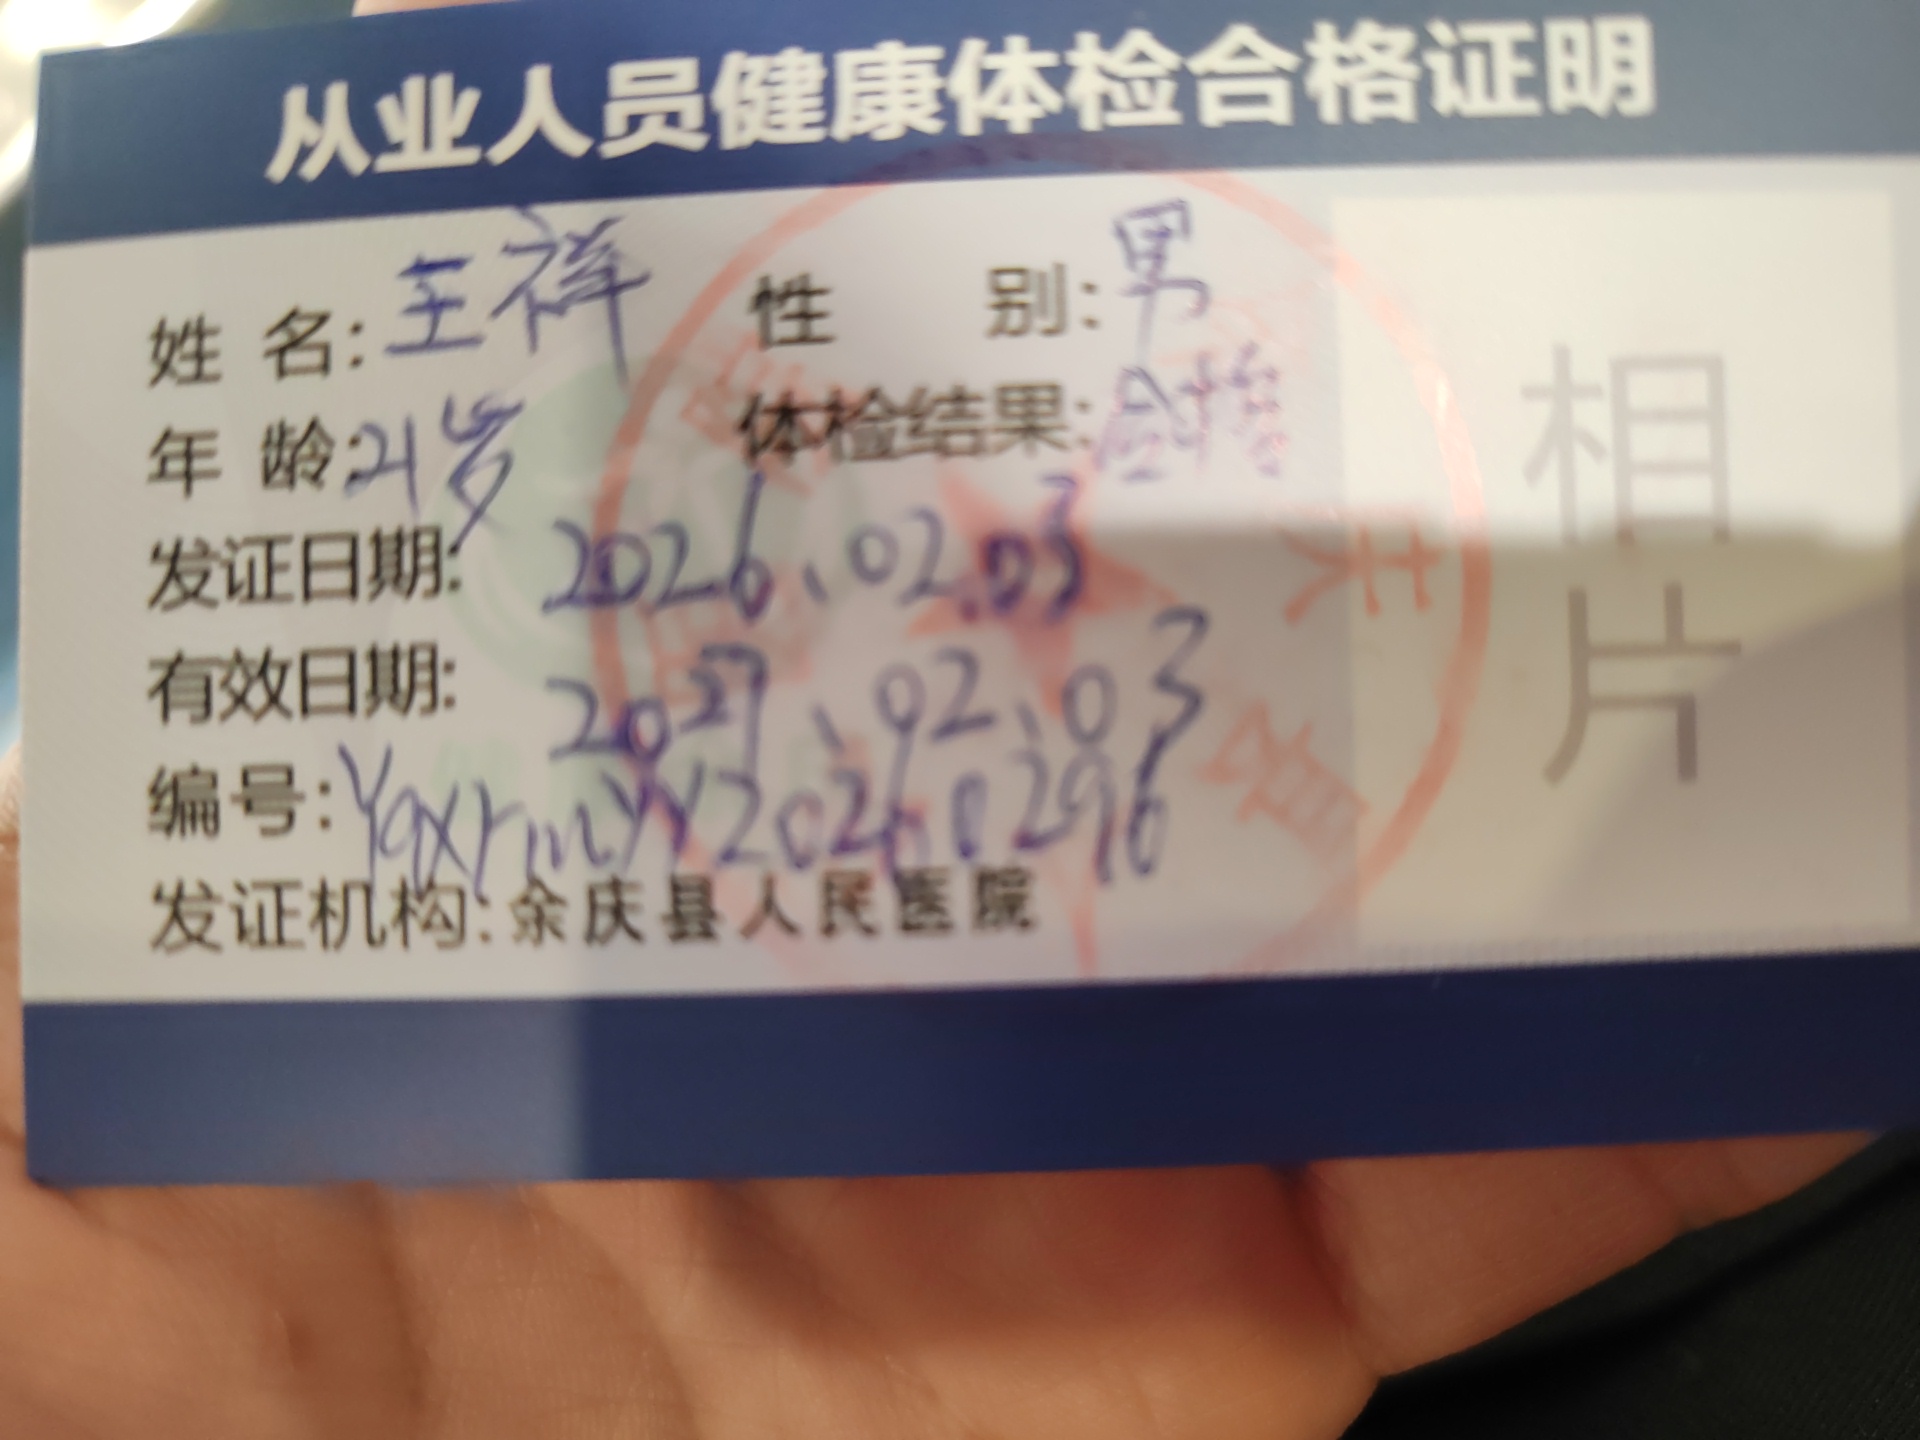 从业人员健康体检合格证明
姓名:王祥 性别:男
年龄:21岁 体检结果:合格
发证日期:2026.02.03
有效日期:2027.02.03
编号:YqxrmYY20260296
发证机构:余庆县人民医院
相片